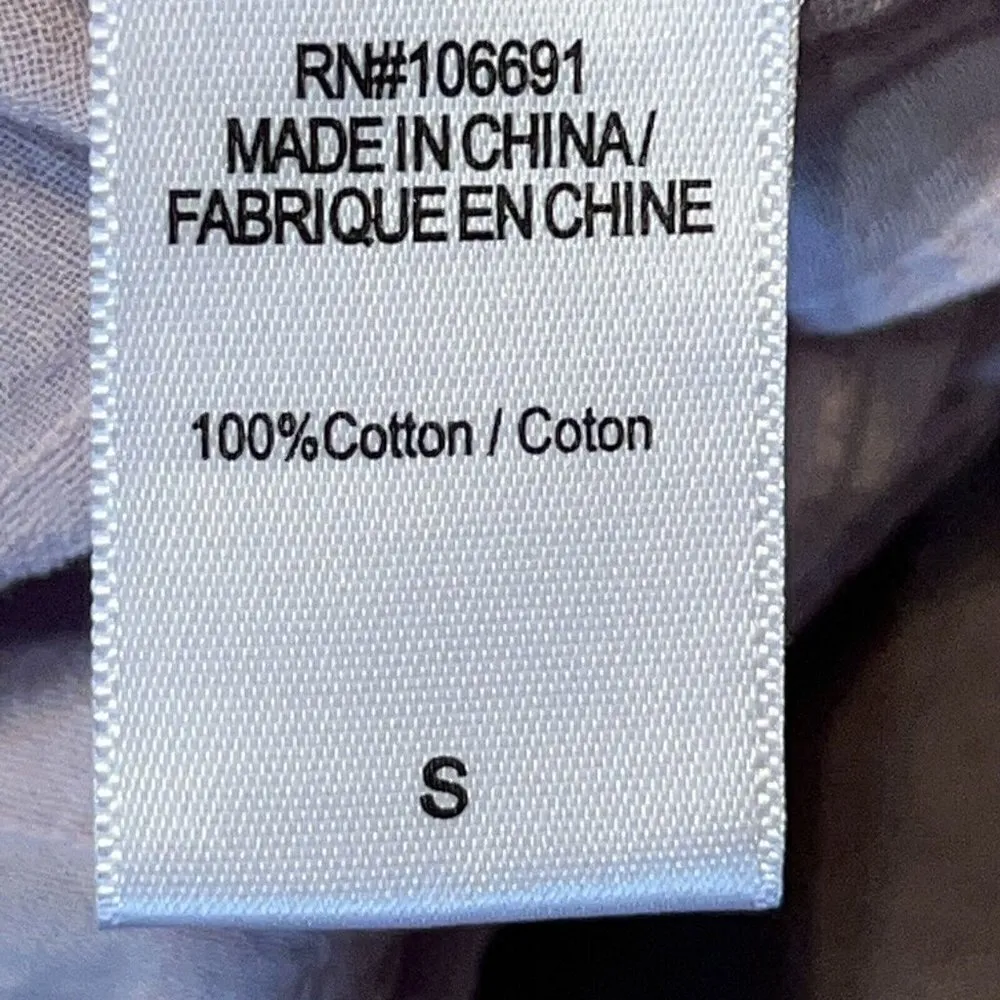 RN#106691
MADE IN CHINA/
FABRIQUE EN CHINE
100%Cotton / Coton
S